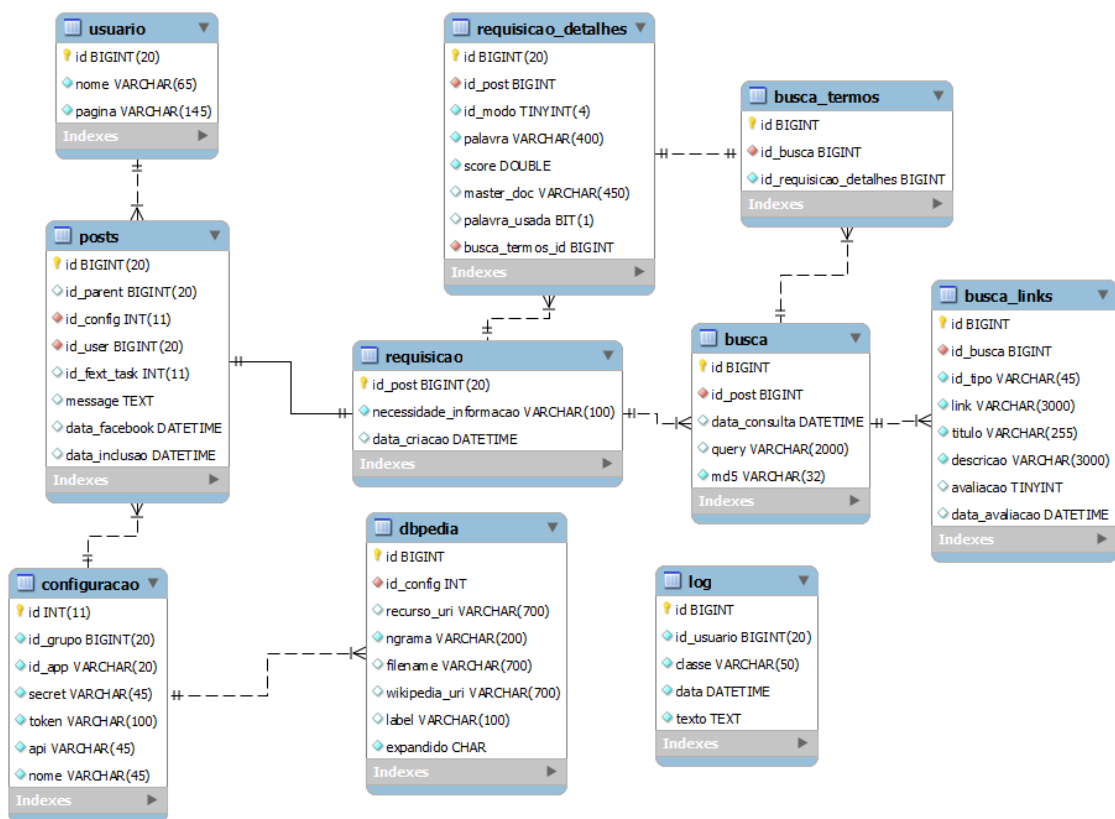 usuario
id BIGINT(20)
nome VARCHAR(65)
pagina VARCHAR(145)
Indexes
requisicao_detalhes
id BIGINT(20)
id_post BIGINT
id_modo TINYINT(4)
palavra VARCHAR(400)
score DOUBLE
master_doc VARCHAR(450)
palavra_usada BIT(1)
busca_termos_id BIGINT
Indexes
busca_termos
id BIGINT
id_busca BIGINT
id_requisicao_detalhes BIGINT
Indexes
posts
id BIGINT(20)
id_parent BIGINT(20)
id_config INT(11)
id_user BIGINT(20)
id_fext_task INT(11)
message TEXT
data_facebook DATETIME
data_inclusao DATETIME
Indexes
requisicao
id_post BIGINT(20)
necessidade_informacao VARCHAR(100)
data_criacao DATETIME
Indexes
busca
id BIGINT
id_post BIGINT
data_consulta DATETIME
query VARCHAR(2000)
md5 VARCHAR(32)
Indexes
busca_links
id BIGINT
id_busca BIGINT
id_tipo VARCHAR(45)
link VARCHAR(3000)
titulo VARCHAR(255)
descricao VARCHAR(3000)
avaliacao TINYINT
data_avaliacao DATETIME
Indexes
configuracao
id INT(11)
id_grupo BIGINT(20)
id_app VARCHAR(20)
secret VARCHAR(45)
token VARCHAR(100)
api VARCHAR(45)
nome VARCHAR(45)
Indexes
dbpedia
id BIGINT
id_config INT
recurso_uri VARCHAR(700)
ngrama VARCHAR(200)
filename VARCHAR(700)
wikipedia_uri VARCHAR(700)
label VARCHAR(100)
expandido CHAR
Indexes
log
id BIGINT
id_usuario BIGINT(20)
classe VARCHAR(50)
data DATETIME
texto TEXT
Indexes